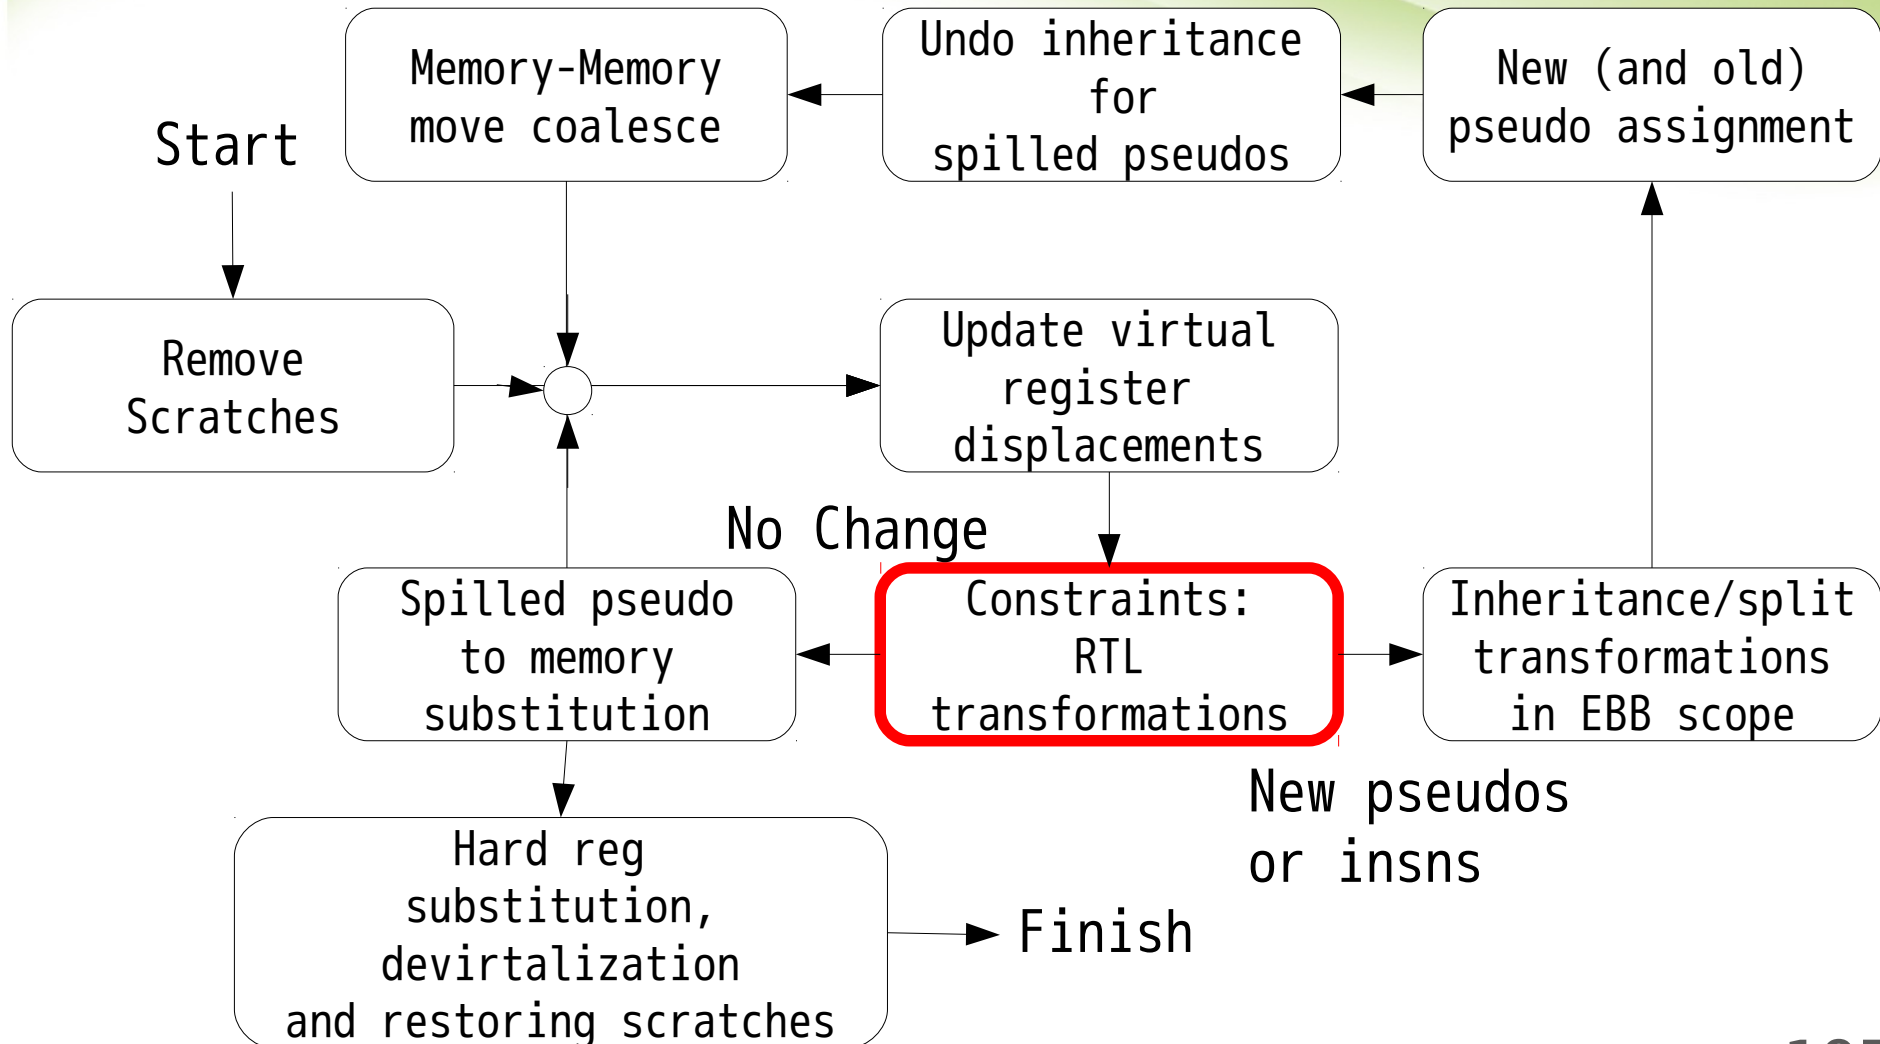 Memory-Memory
move coalesce
Undo inheritance
for
spilled pseudos
New (and old)
pseudo assignment
Start
Remove
Scratches
Update virtual
register
displacements
No Change
Spilled pseudo
to memory
substitution
Constraints:
RTL
transformations
Inheritance/split
transformations
in EBB scope
New pseudos
or insns
Hard reg
substitution,
devirtalization
and restoring scratches
Finish